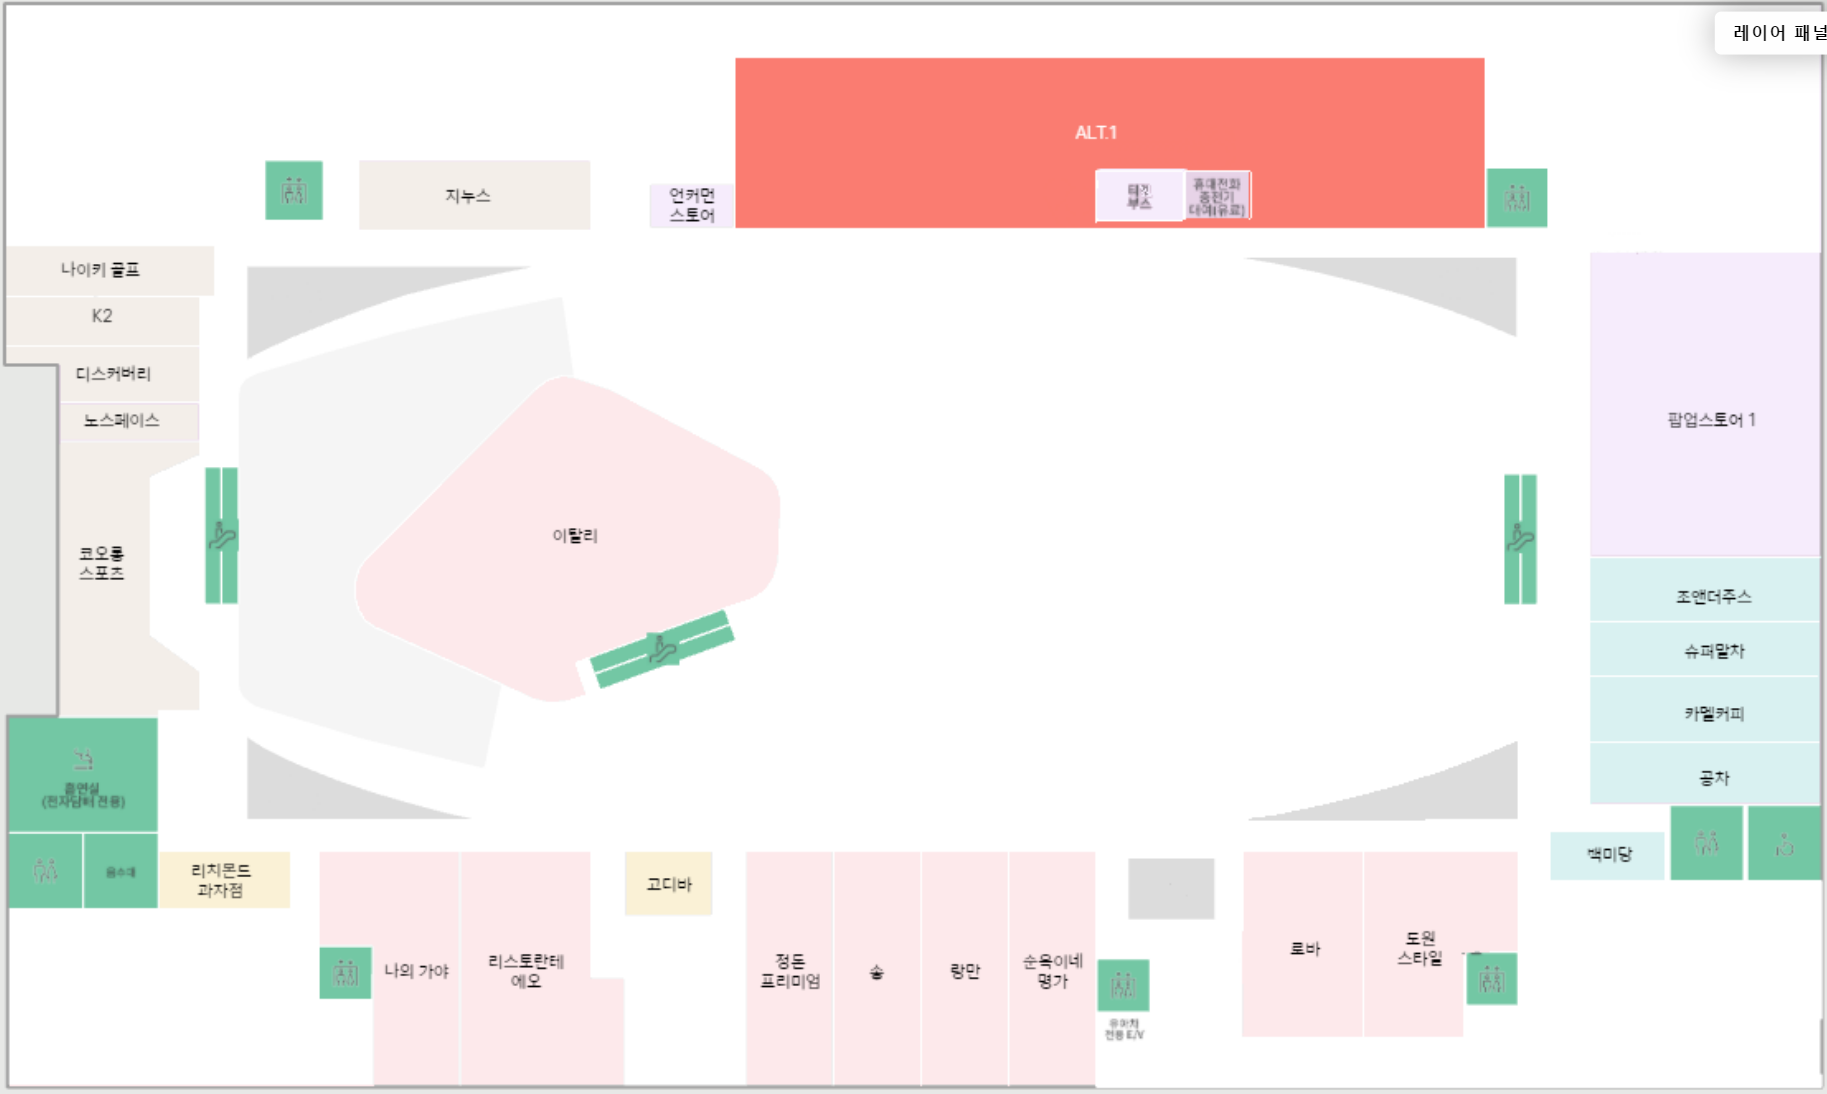 레이어 패널
ALT.1
지누스
언커먼
스토어
티켓
부스
휴대전화
충전기
대여(유료)
나이키 골프
K2
디스커버리
노스페이스
코오롱
스포츠
이탈리
팝업스토어 1
조앤더주스
슈퍼말차
카멜커피
공차
백미당
흡연실
(전자담배 전용)
음수대
리치몬드
과자점
나의 가야
리스토란테
에오
고디바
정돈
프리미엄
송
랑만
순옥이네
명가
유아차
전용 E/V
로바
도원
스타일